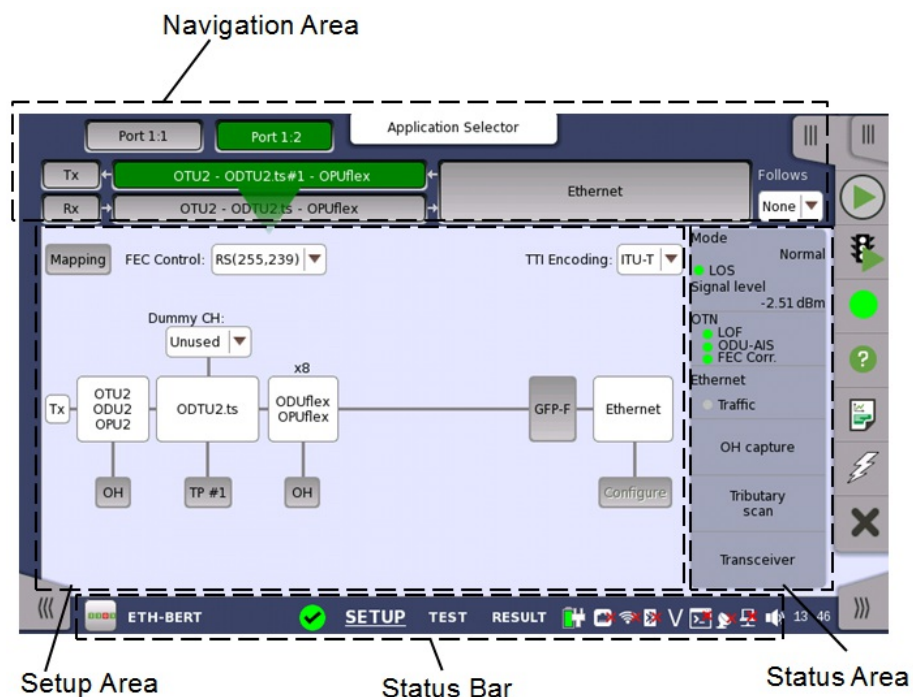 Navigation Area
Port 1:1
Port 1:2
Application Selector
Tx
OTU2 - ODTU2.ts#1 - OPUflex
Ethernet
Follows
Rx
OTU2 - ODTU2.ts - OPUflex
None
Mapping
FEC Control:
RS(255,239)
TTI Encoding:
ITU-T
Mode
Normal
LOS
Signal level
-2.51 dBm
OTN
LOF
ODU-AIS
FEC Corr.
Ethernet
Traffic
OH capture
Tributary
scan
Transceiver
Dummy CH:
Unused
x8
Tx
OTU2
ODU2
OPU2
ODTU2.ts
ODUflex
OPUflex
GFP-F
Ethernet
OH
TP #1
OH
Configure
ETH-BERT
SETUP
TEST
RESULT
V
13 46
Setup Area
Status Bar
Status Area